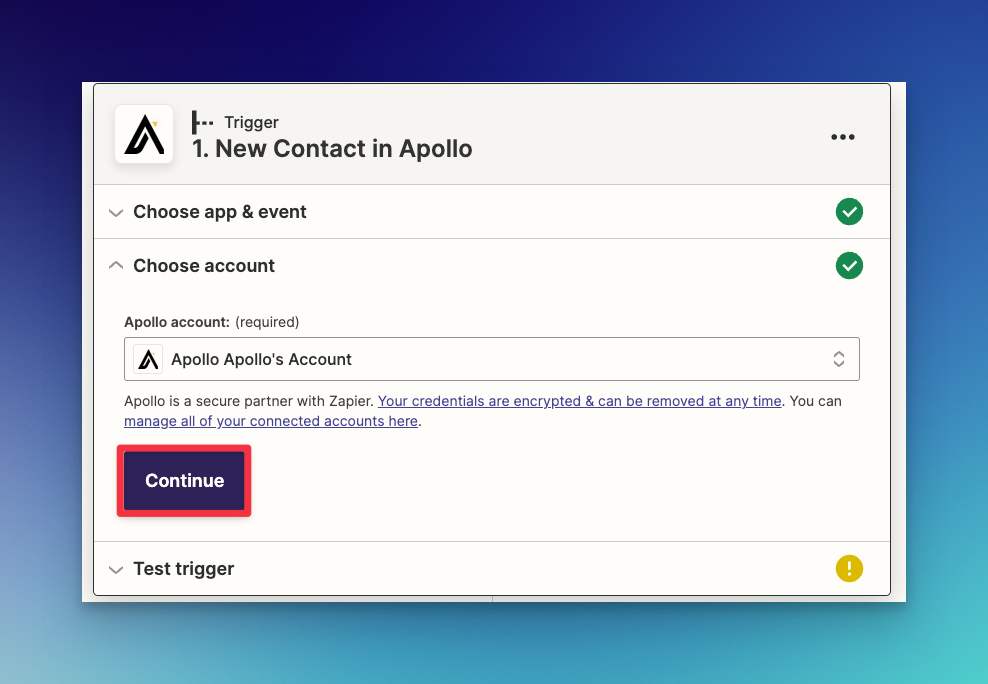 Trigger
1. New Contact in Apollo
Choose app & event
Choose account
Apollo account: (required)
Apollo Apollo's Account
Apollo is a secure partner with Zapier. Your credentials are encrypted & can be removed at any time. You can
manage all of your connected accounts here.
Continue
Test trigger